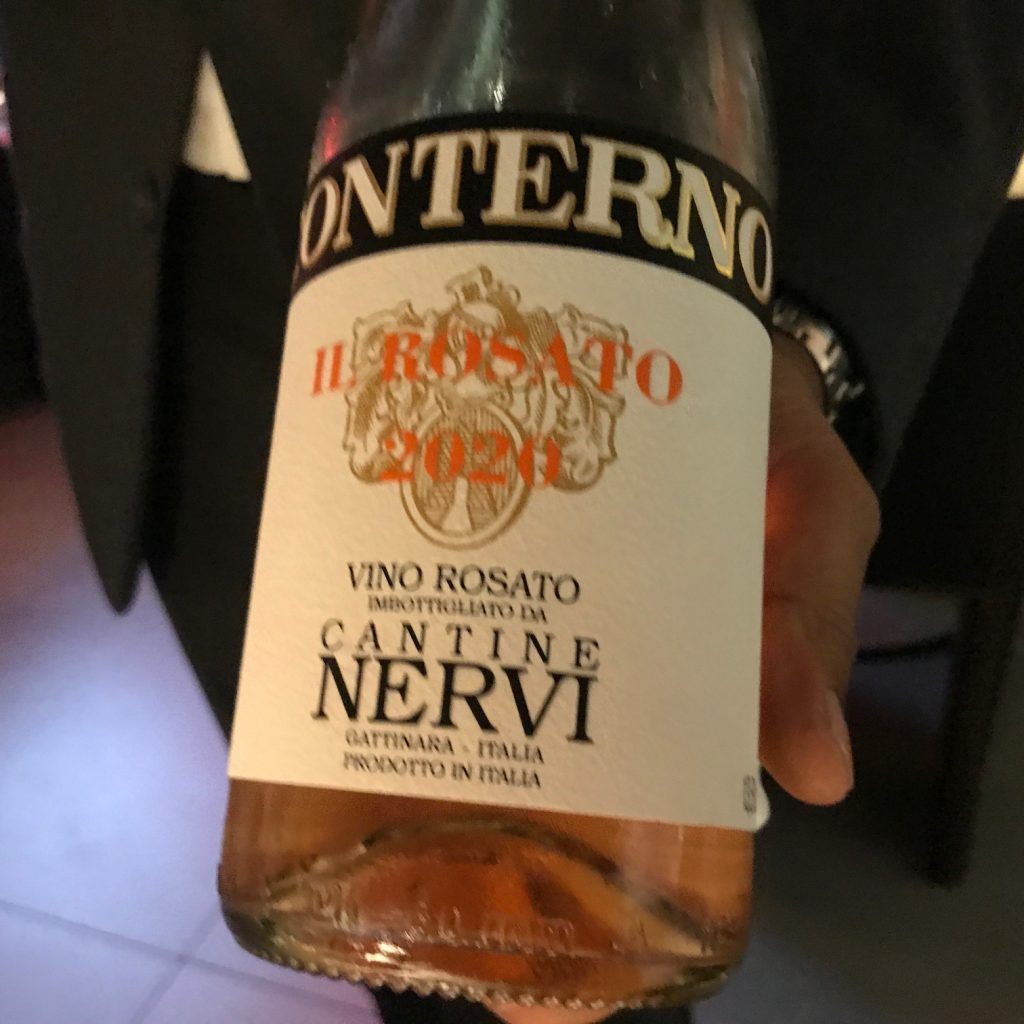 CONTERNO
IL ROSATO
2020
VINO ROSATO
IMBOTTIGLIATO DA
CANTINE
NERVI
GATTINARA - ITALIA
PRODOTTO IN ITALIA